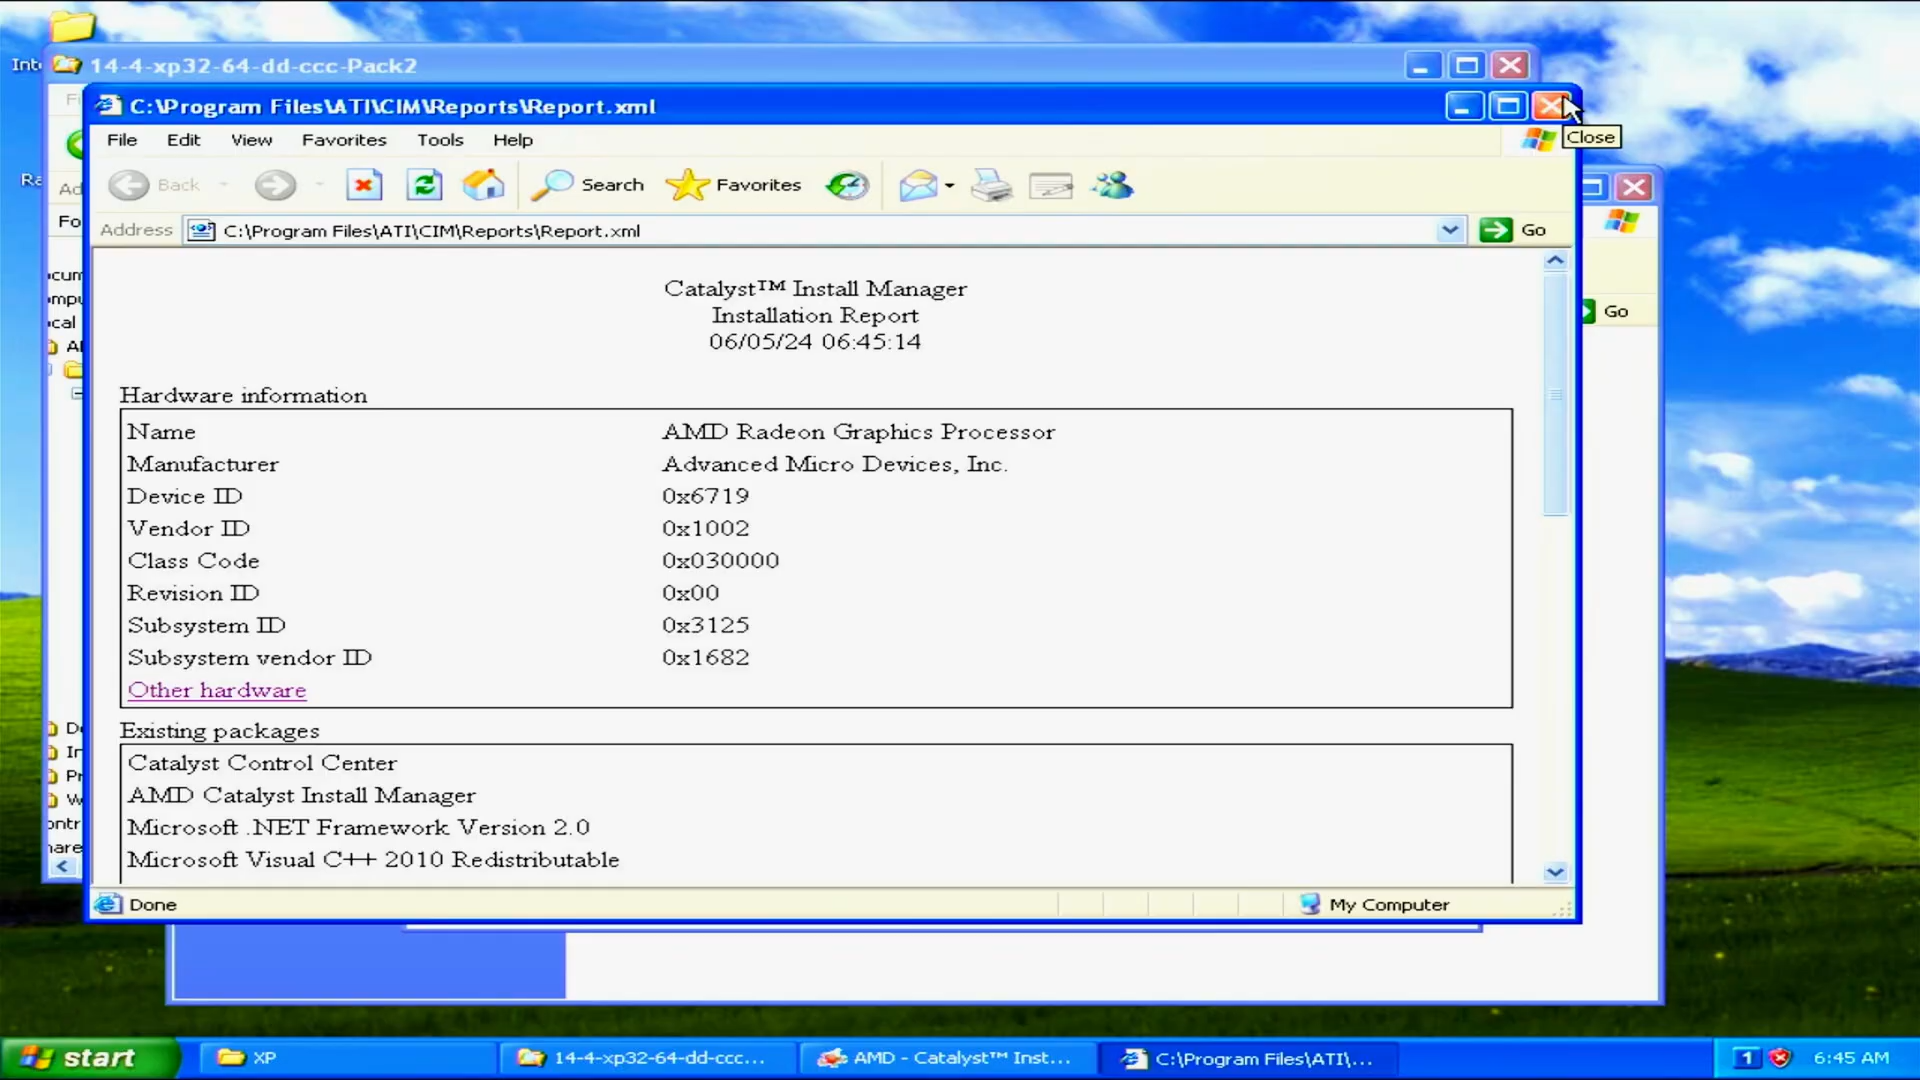 Int
14-4-xp32-64-dd-ccc-Pack2
C:\Program Files\ATI\CIM\Reports\Report.xml
Close
File Edit View Favorites Tools Help
Back Search Favorites
Address C:\Program Files\ATI\CIM\Reports\Report.xml Go
Go
Catalyst™ Install Manager
Installation Report
06/05/24 06:45:14
Hardware information
Name AMD Radeon Graphics Processor
Manufacturer Advanced Micro Devices, Inc.
Device ID 0x6719
Vendor ID 0x1002
Class Code 0x030000
Revision ID 0x00
Subsystem ID 0x3125
Subsystem vendor ID 0x1682
Other hardware
Existing packages
Catalyst Control Center
AMD Catalyst Install Manager
Microsoft .NET Framework Version 2.0
Microsoft Visual C++ 2010 Redistributable
Done My Computer
start XP 14-4-xp32-64-dd-ccc... AMD - Catalyst™ Inst... C:\Program Files\ATI\... 1 6:45 AM